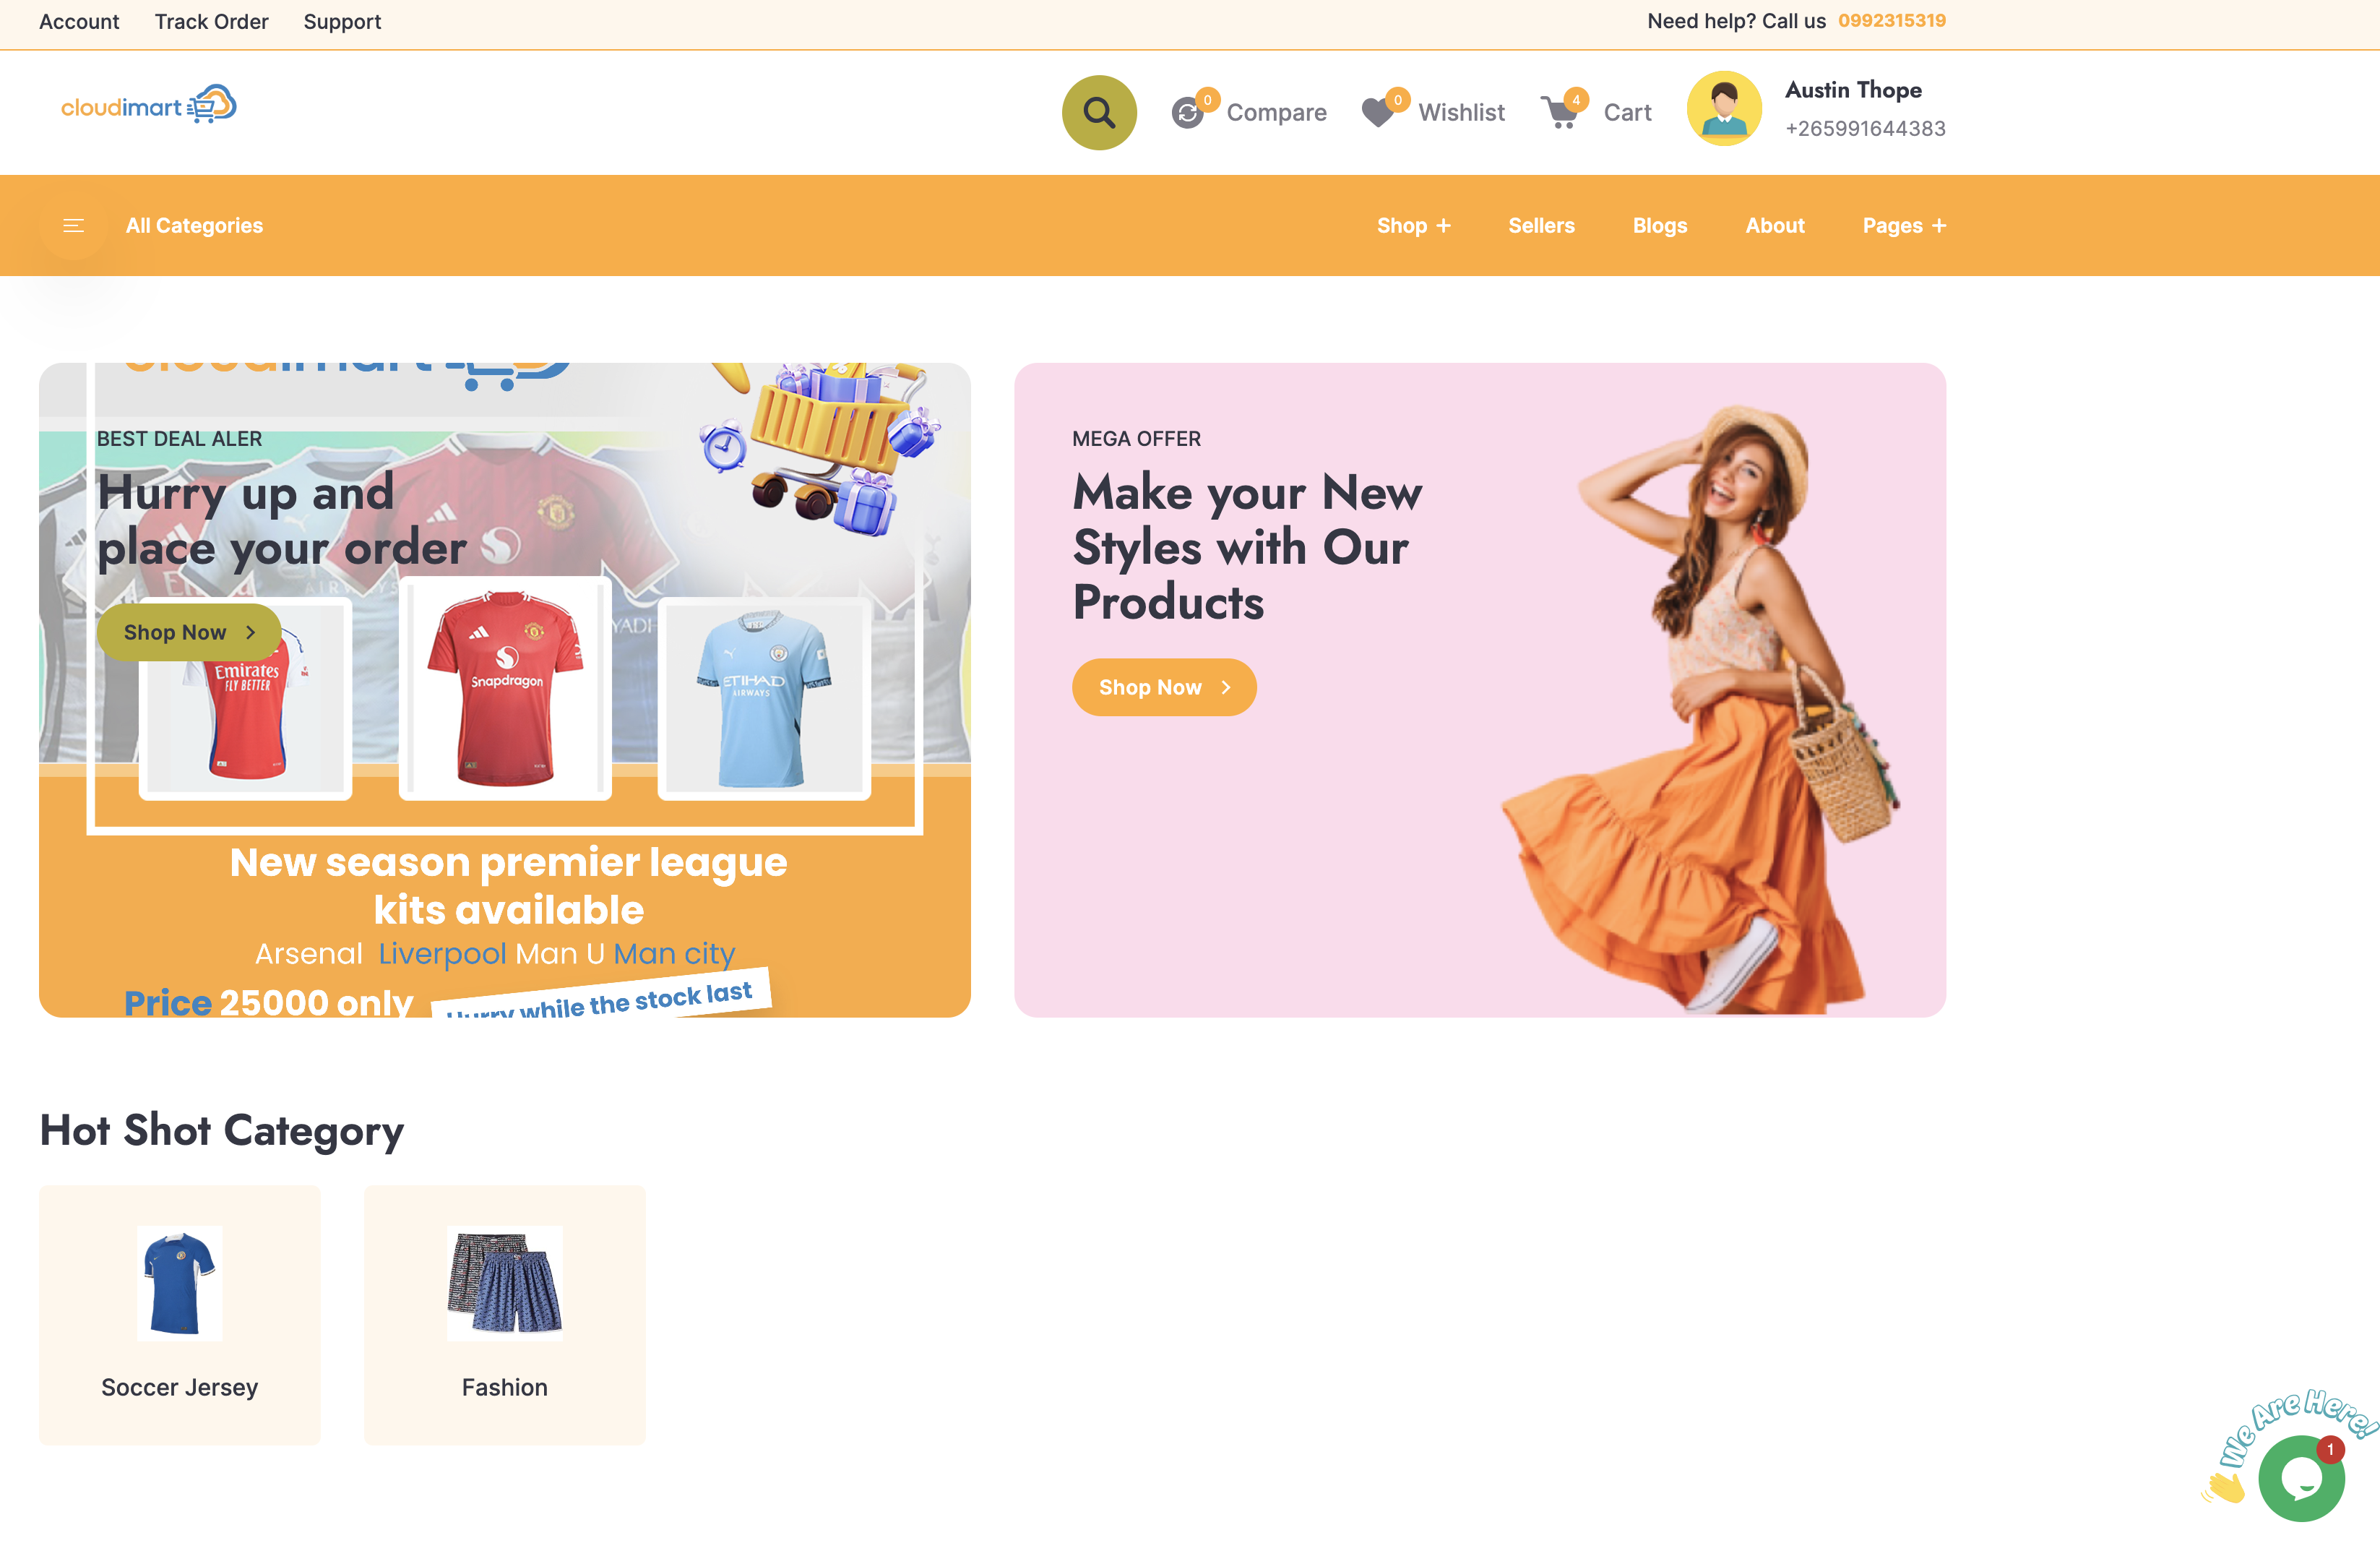 Account Track Order Support
Need help? Call us 0992315319
cloudimart
0 Compare 0 Wishlist 4 Cart
Austin Thope
+265991644383
All Categories
Shop + Sellers Blogs About Pages +
cloudimart
BEST DEAL ALER
Hurry up and
place your order
Shop Now
Emirates
FLY BETTER
Snapdragon
ETIHAD
AIRWAYS
New season premier league
kits available
Arsenal Liverpool Man U Man city
Price 25000 only
Hurry while the stock last
MEGA OFFER
Make your New
Styles with Our
Products
Shop Now
Hot Shot Category
Soccer Jersey
Fashion
We Are Here!
1